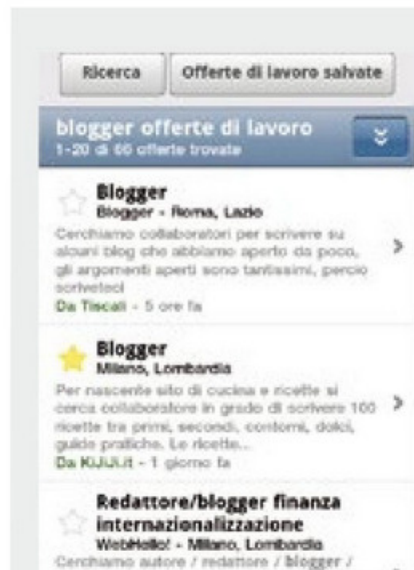 Ricerca
Offerte di lavoro salvate
blogger offerte di lavoro
1-20 di 66 offerte trovate
Blogger
Blogger - Roma, Lazio
Cerchiamo collaboratori per scrivere su
alcuni blog che abbiamo aperto da poco,
gli argomenti aperti sono tantissimi, percio
scriveteci
Da Tiscali - 5 ore fa
Blogger
Milano, Lombardia
Per nascente sito di cucina e ricette si
cerca collaboratore in grado di scrivere 100
ricette tra primi, secondi, contorni, dolci,
guide pratiche. Le ricette...
Da KiJiJi.it - 1 giorno fa
Redattore/blogger finanza
internazionalizzazione
WebHello! - Milano, Lombardia
Cerchiamo autore / redattore / blogger /